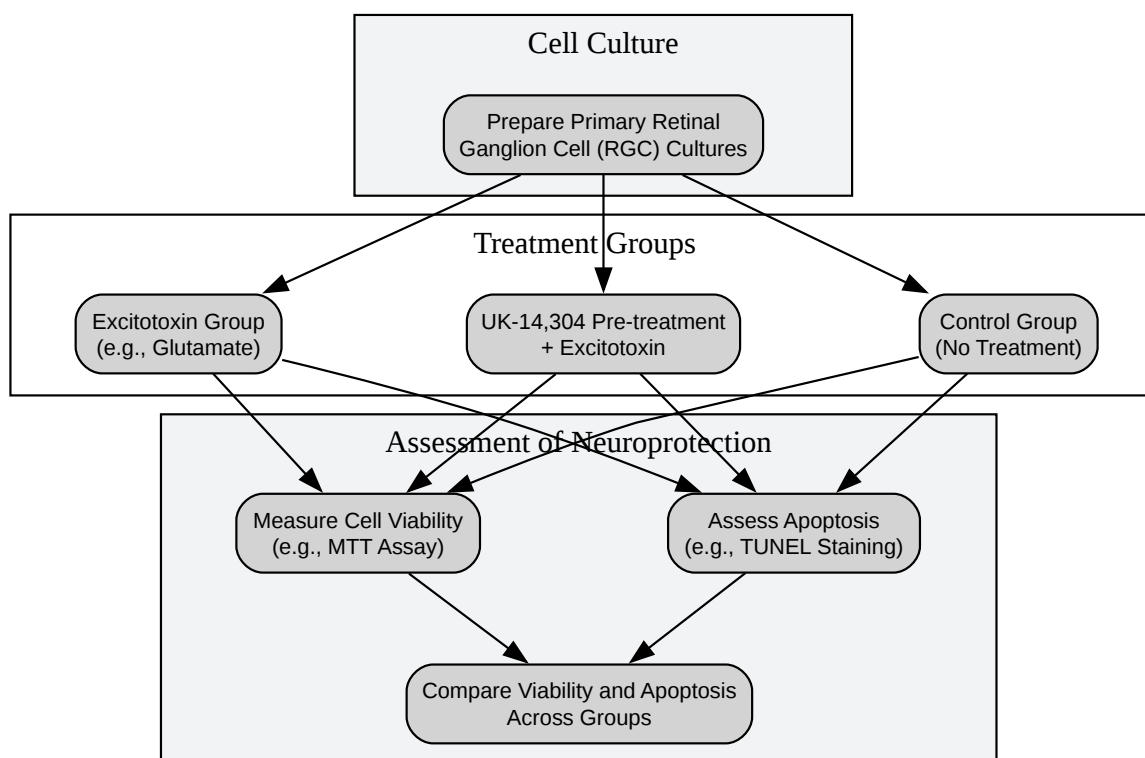 Cell Culture
Prepare Primary Retinal
Ganglion Cell (RGC) Cultures
Treatment Groups
Excitotoxin Group
(e.g., Glutamate)
UK-14,304 Pre-treatment
+ Excitotoxin
Control Group
(No Treatment)
Assessment of Neuroprotection
Measure Cell Viability
(e.g., MTT Assay)
Assess Apoptosis
(e.g., TUNEL Staining)
Compare Viability and Apoptosis
Across Groups